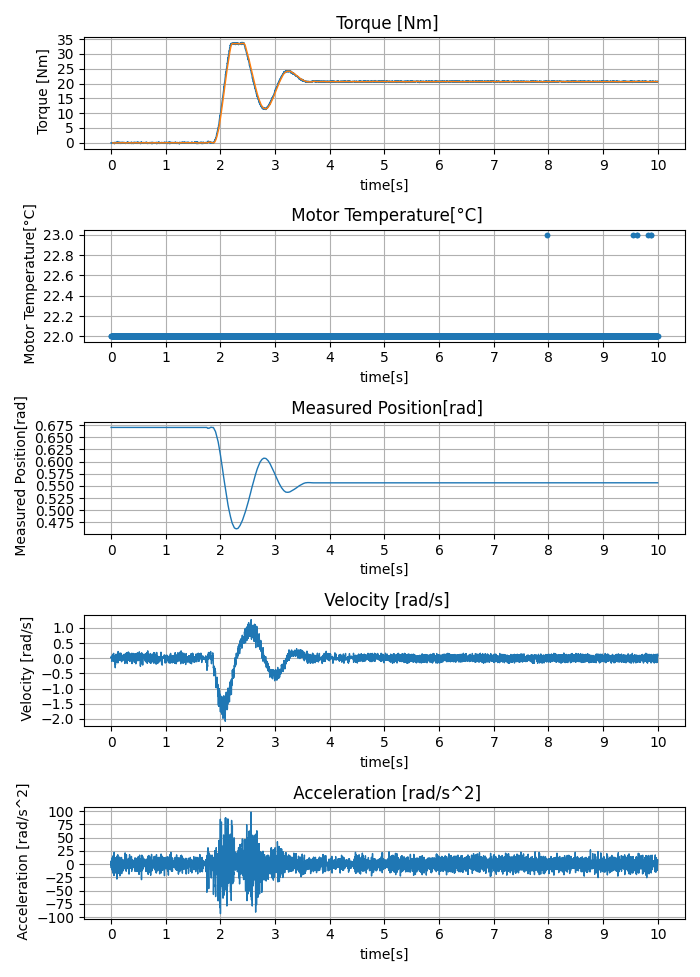 Torque [Nm]
Torque [Nm]
35
30
25
20
15
10
5
0
0 1 2 3 4 5 6 7 8 9 10
time[s]
Motor Temperature[°C]
Motor Temperature[°C]
23.0
22.8
22.6
22.4
22.2
22.0
0 1 2 3 4 5 6 7 8 9 10
time[s]
Measured Position[rad]
Measured Position[rad]
0.675
0.650
0.625
0.600
0.575
0.550
0.525
0.500
0.475
0 1 2 3 4 5 6 7 8 9 10
time[s]
Velocity [rad/s]
Velocity [rad/s]
1.0
0.5
0.0
−0.5
−1.0
−1.5
−2.0
0 1 2 3 4 5 6 7 8 9 10
time[s]
Acceleration [rad/s^2]
Acceleration [rad/s^2]
100
75
50
25
0
−25
−50
−75
−100
0 1 2 3 4 5 6 7 8 9 10
time[s]